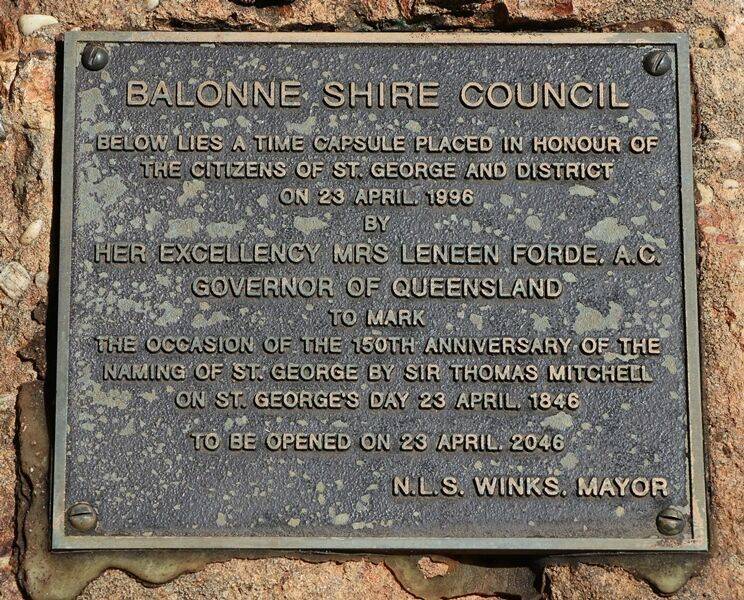 BALONNE SHIRE COUNCIL
BELOW LIES A TIME CAPSULE PLACED IN HONOUR OF
THE CITIZENS OF ST. GEORGE AND DISTRICT
ON 23 APRIL. 1996
BY
HER EXCELLENCY MRS LENEEN FORDE. A.C.
GOVERNOR OF QUEENSLAND
TO MARK
THE OCCASION OF THE 150TH ANNIVERSARY OF THE
NAMING OF ST. GEORGE BY SIR THOMAS MITCHELL
ON ST. GEORGE'S DAY 23 APRIL. 1846
TO BE OPENED ON 23 APRIL. 2046
N.L.S. WINKS. MAYOR